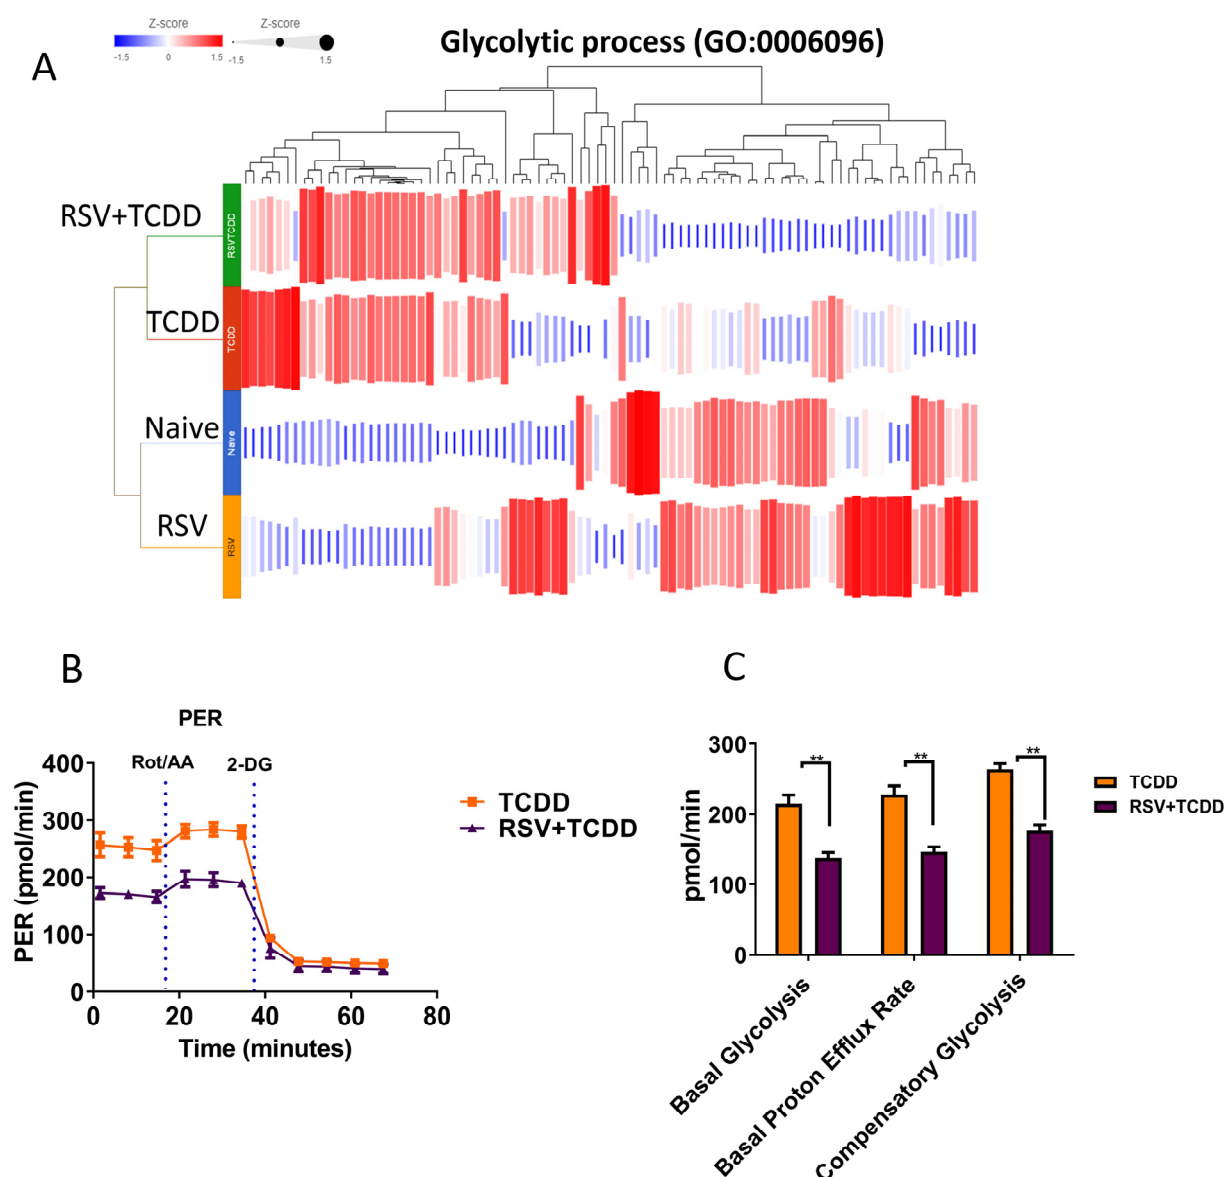 Z-score
Z-score
-1.5 0 1.5
-1.5 1.5
Glycolytic process (GO:0006096)
A
RSV+TCDD
RSVTCDC
TCDD
TCDD
Naive
Naive
RSV
RSV
B
PER
Rot/AA
2-DG
400
300
200
100
0
PER (pmol/min)
0 20 40 60 80
Time (minutes)
TCDD
RSV+TCDD
C
300
200
100
0
pmol/min
** ** **
Basal Glycolysis
Basal Proton Efflux Rate
Compensatory Glycolysis
TCDD
RSV+TCDD